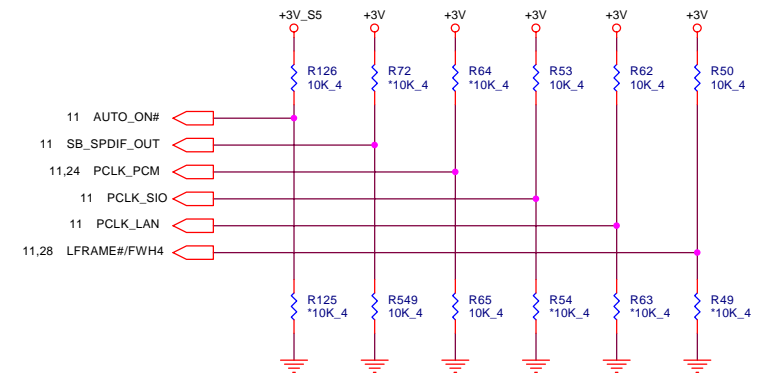 +3V_S5 +3V +3V +3V +3V +3V
R126 R72 R64 R53 R62 R50
10K_4 *10K_4 *10K_4 10K_4 10K_4 10K_4
11 AUTO_ON#
11 SB_SPDIF_OUT
11,24 PCLK_PCM
11 PCLK_SIO
11 PCLK_LAN
11,28 LFRAME#/FWH4
R125 R549 R65 R54 R63 R49
*10K_4 10K_4 10K_4 *10K_4 *10K_4 *10K_4